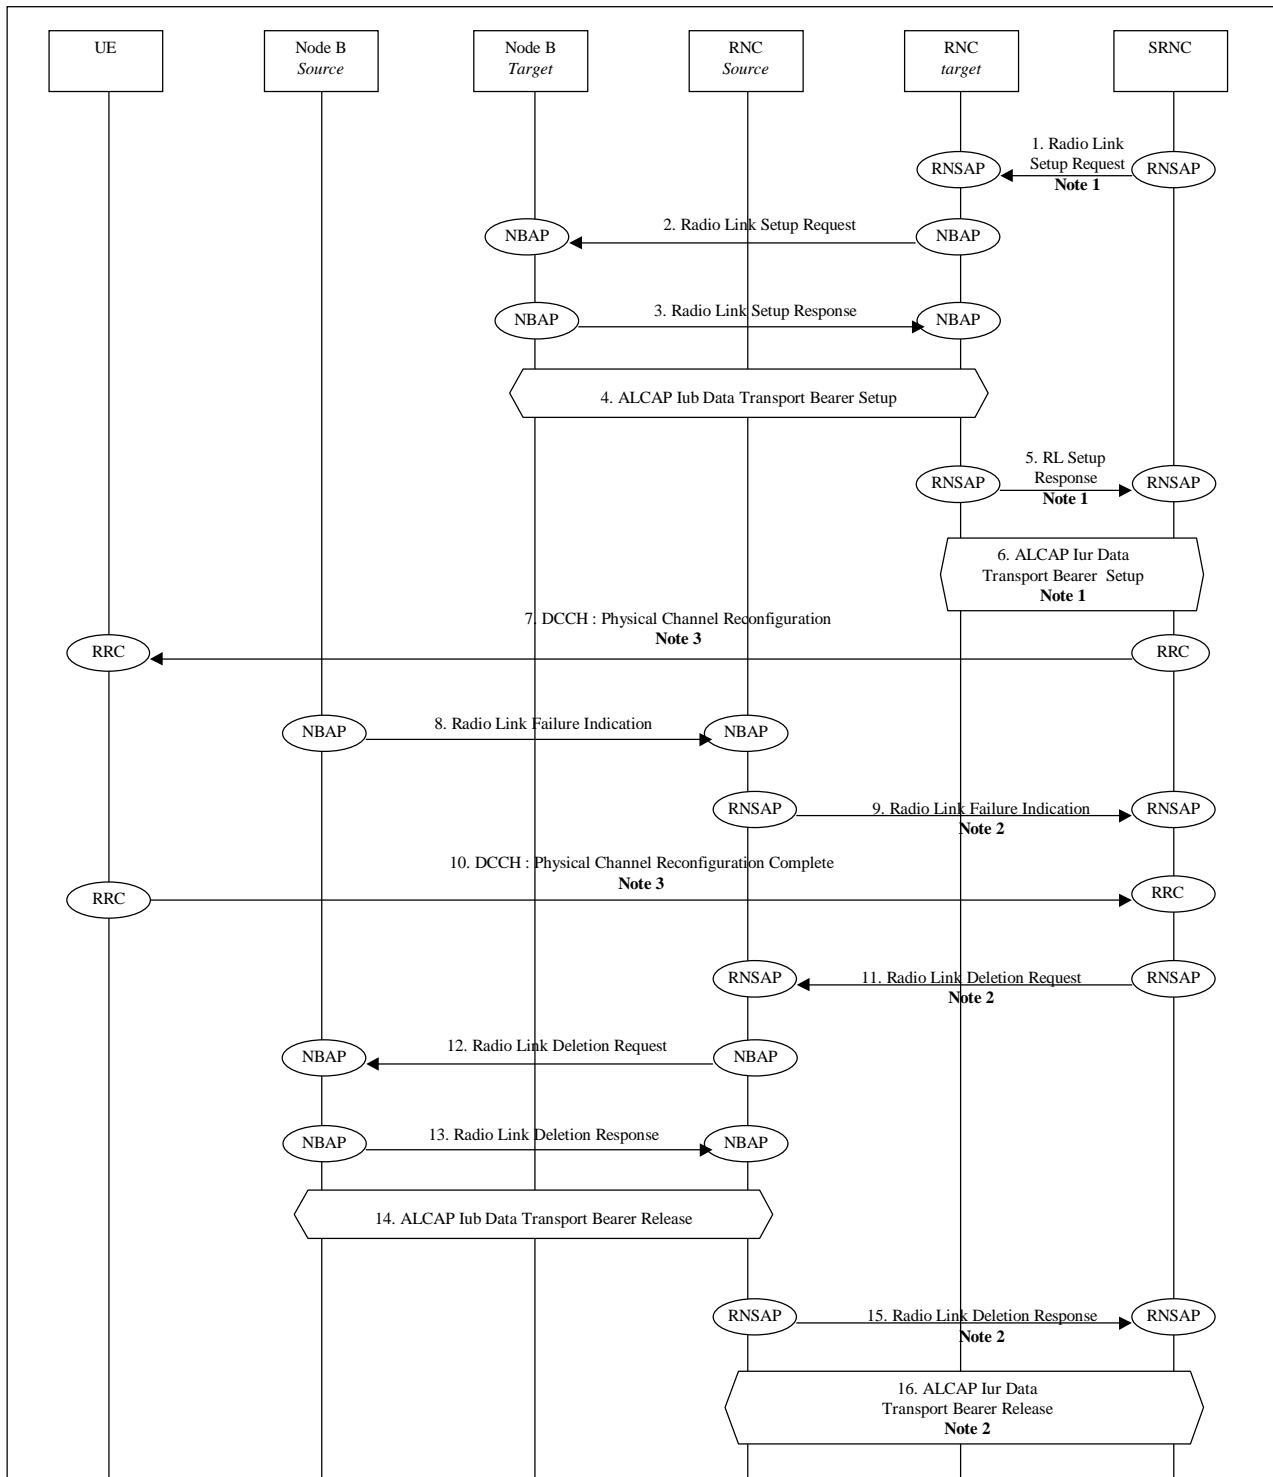 UE
Node B
Source
Node B
Target
RNC
Source
RNC
target
SRNC
1. Radio Link
Setup Request
Note 1
RNSAP
RNSAP
2. Radio Link Setup Request
NBAP
NBAP
3. Radio Link Setup Response
NBAP
NBAP
4. ALCAP Iub Data Transport Bearer Setup
5. RL Setup
Response
Note 1
RNSAP
RNSAP
6. ALCAP Iur Data
Transport Bearer Setup
Note 1
7. DCCH : Physical Channel Reconfiguration
Note 3
RRC
RRC
8. Radio Link Failure Indication
NBAP
NBAP
RNSAP
9. Radio Link Failure Indication
Note 2
RNSAP
10. DCCH : Physical Channel Reconfiguration Complete
Note 3
RRC
RRC
RNSAP
11. Radio Link Deletion Request
Note 2
RNSAP
NBAP
12. Radio Link Deletion Request
NBAP
NBAP
13. Radio Link Deletion Response
NBAP
14. ALCAP Iub Data Transport Bearer Release
RNSAP
15. Radio Link Deletion Response
Note 2
RNSAP
16. ALCAP Iur Data
Transport Bearer Release
Note 2